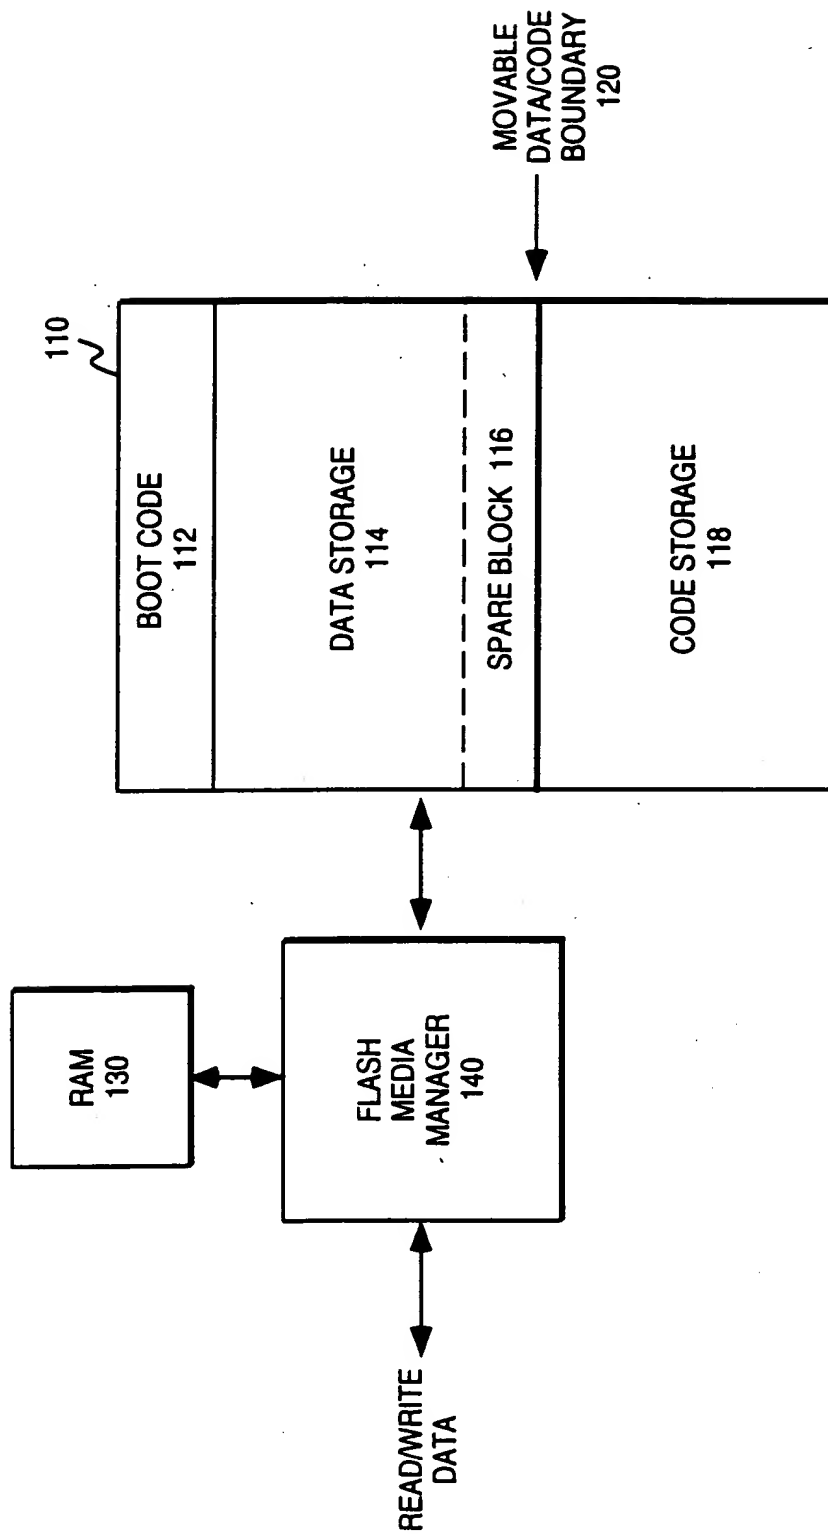 RAM
130
READ/WRITE
DATA
FLASH
MEDIA
MANAGER
140
110
BOOT CODE
112
DATA STORAGE
114
SPARE BLOCK 116
CODE STORAGE
118
MOVABLE
DATA/CODE
BOUNDARY
120